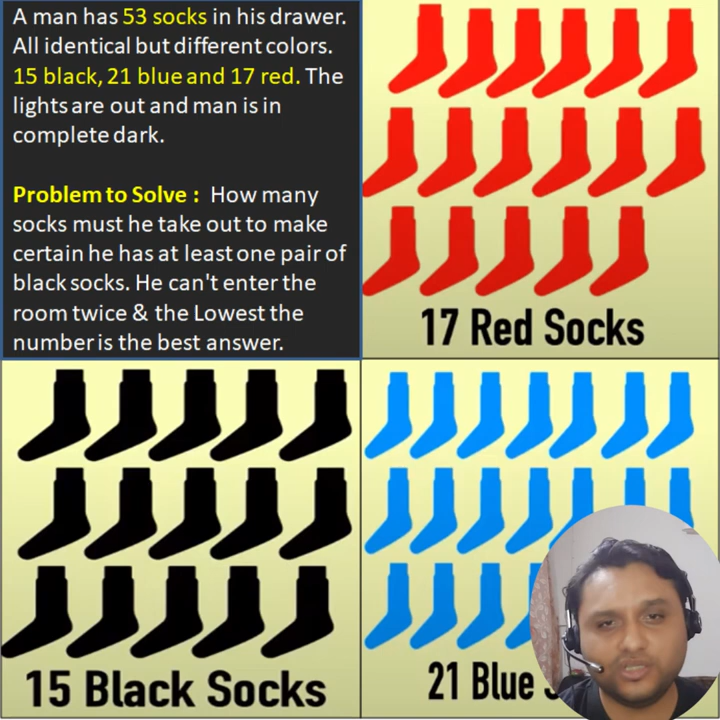 A man has 53 socks in his drawer.
All identical but different colors.
15 black, 21 blue and 17 red. The
lights are out and man is in
complete dark.
Problem to Solve : How many
socks must he take out to make
certain he has at least one pair of
black socks. He can't enter the
room twice & the Lowest the
number is the best answer.
17 Red Socks
15 Black Socks
21 Blue